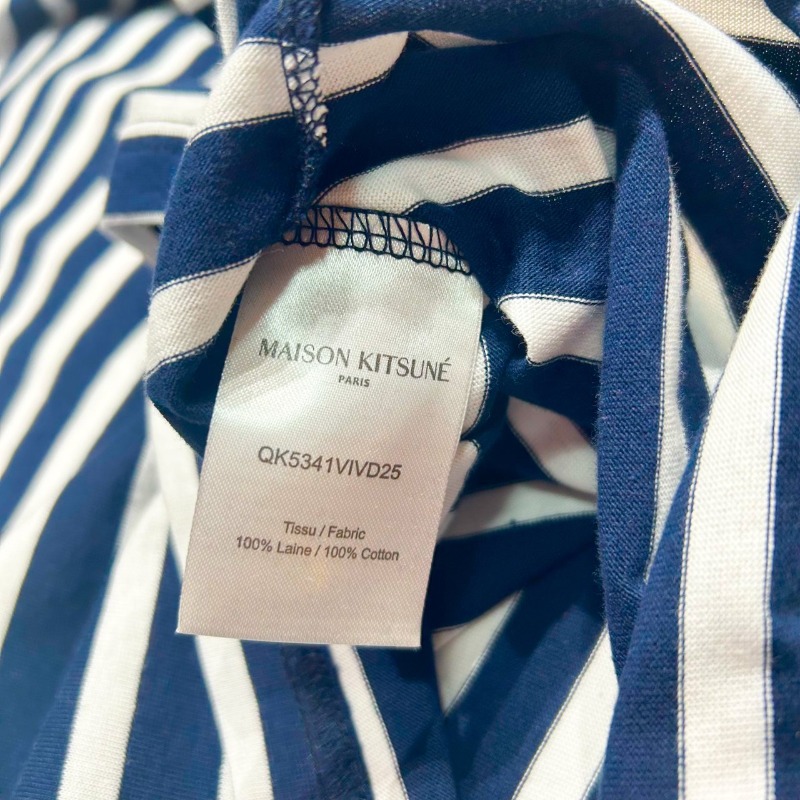 MAISON KITSUNÉ
PARIS
QK5341VIVD25
Tissu / Fabric
100% Laine / 100% Cotton